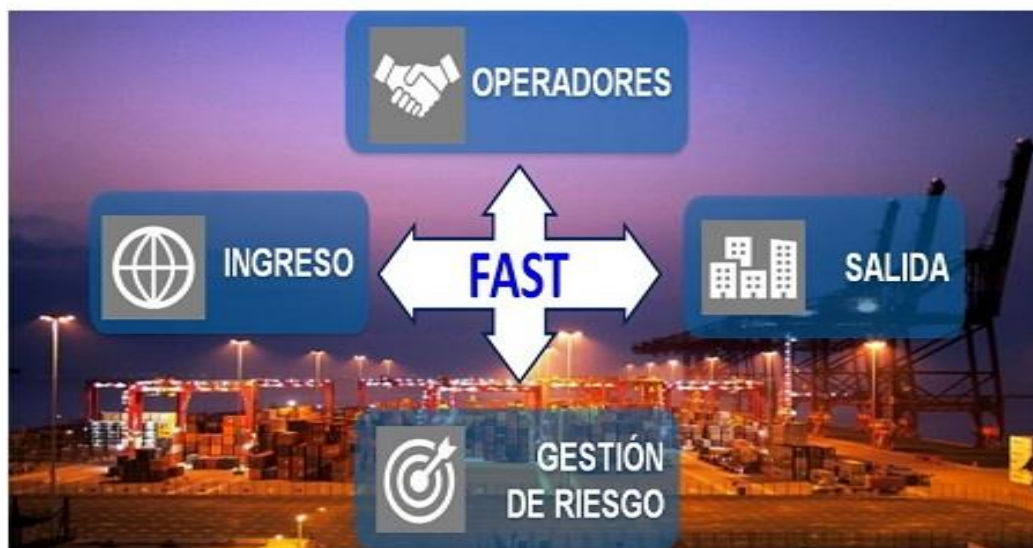 OPERADORES
INGRESO
FAST
SALIDA
GESTIÓN
DE RIESGO